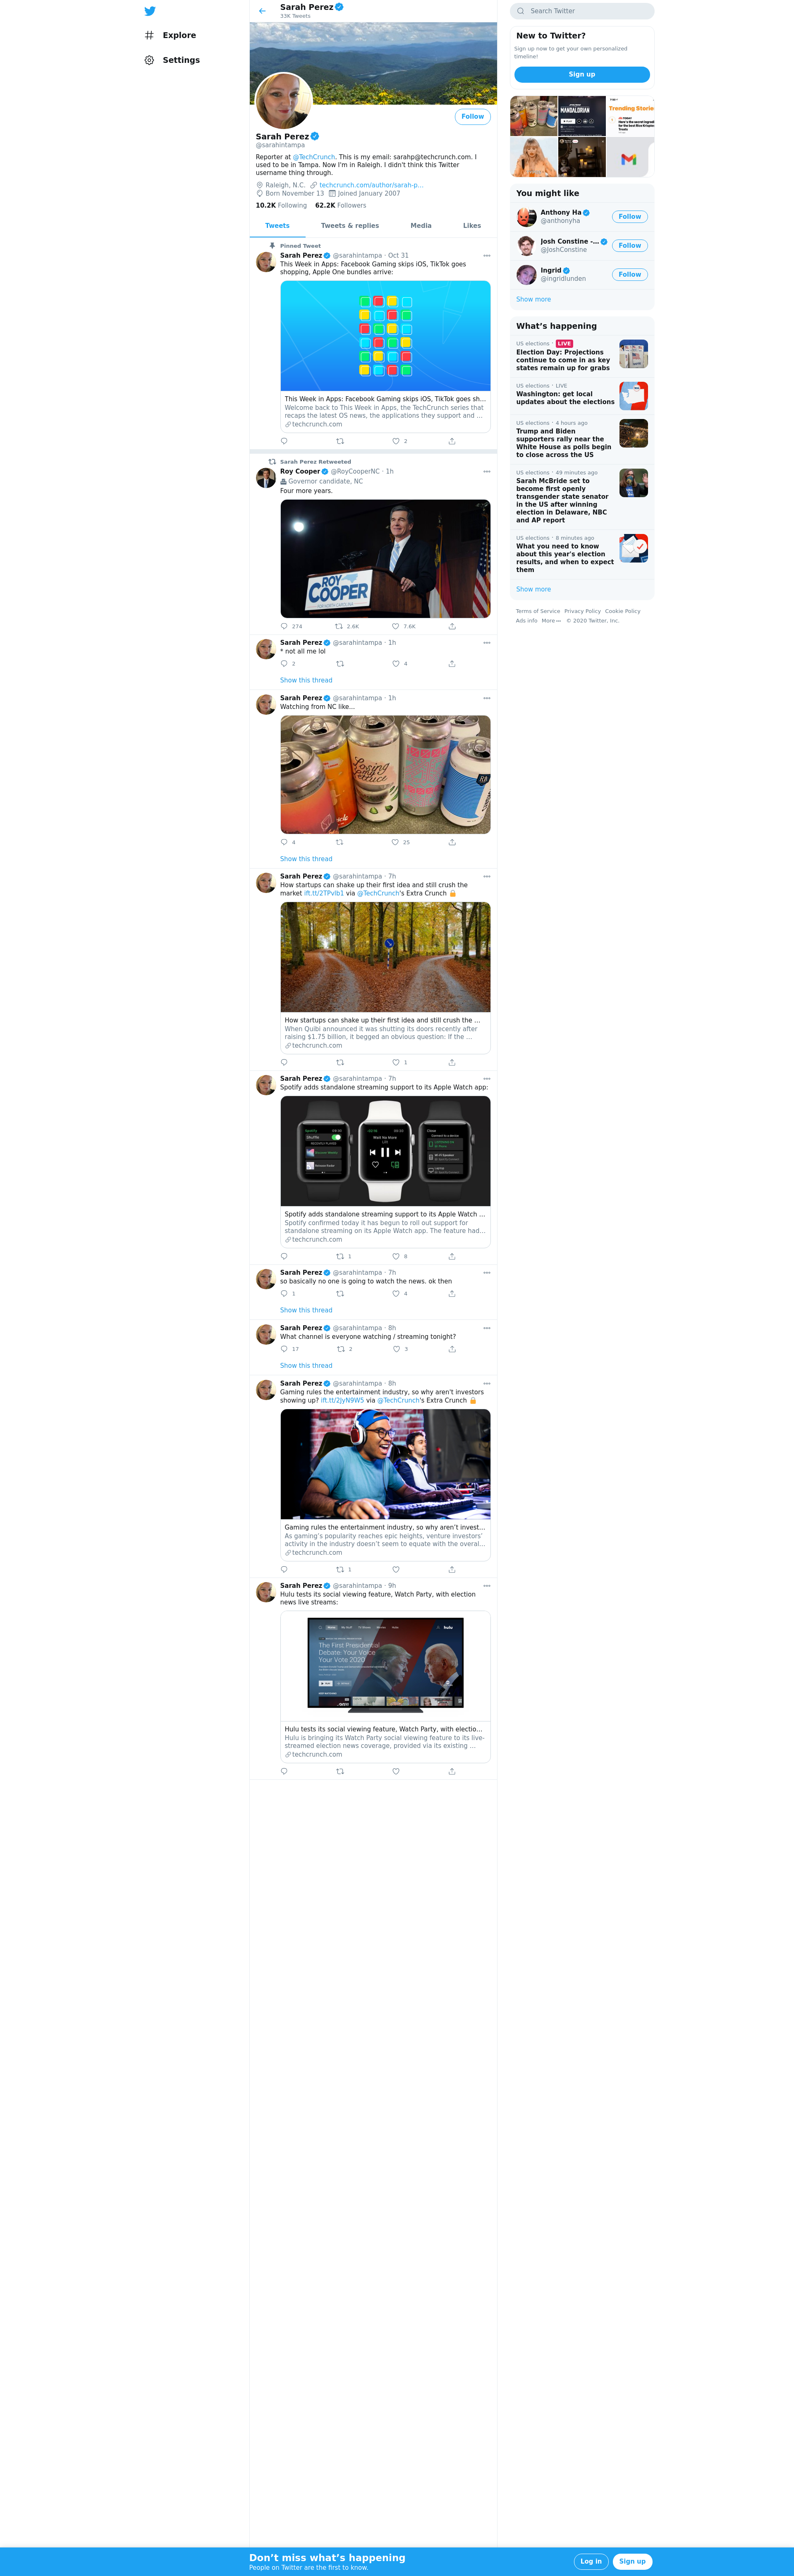 Explore
Settings
Sarah Perez
33K Tweets
Follow
Sarah Perez
@sarahintampa
Reporter at @TechCrunch. This is my email: sarahp@techcrunch.com. I
used to be in Tampa. Now I'm in Raleigh. I didn't think this Twitter
username thing through.
Raleigh, N.C. techcrunch.com/author/sarah-p…
Born November 13 Joined January 2007
10.2K Following 62.2K Followers
Tweets Tweets & replies Media Likes
Pinned Tweet
Sarah Perez @sarahintampa · Oct 31
This Week in Apps: Facebook Gaming skips iOS, TikTok goes
shopping, Apple One bundles arrive:
This Week in Apps: Facebook Gaming skips iOS, TikTok goes sh…
Welcome back to This Week in Apps, the TechCrunch series that
recaps the latest OS news, the applications they support and …
techcrunch.com
2
Sarah Perez Retweeted
Roy Cooper @RoyCooperNC · 1h
Governor candidate, NC
Four more years.
ROY
COOPER
274 2.6K 7.6K
Sarah Perez @sarahintampa · 1h
* not all me lol
2 4
Show this thread
Sarah Perez @sarahintampa · 1h
Watching from NC like...
Losing
my
Lettuce
4 25
Show this thread
Sarah Perez @sarahintampa · 7h
How startups can shake up their first idea and still crush the
market ift.tt/2TPvlb1 via @TechCrunch's Extra Crunch
How startups can shake up their first idea and still crush the …
When Quibi announced it was shutting its doors recently after
raising $1.75 billion, it begged an obvious question: If the …
techcrunch.com
1
Sarah Perez @sarahintampa · 7h
Spotify adds standalone streaming support to its Apple Watch app:
Spotify adds standalone streaming support to its Apple Watch …
Spotify confirmed today it has begun to roll out support for
standalone streaming on its Apple Watch app. The feature had…
techcrunch.com
1 8
Sarah Perez @sarahintampa · 7h
so basically no one is going to watch the news. ok then
1 4
Show this thread
Sarah Perez @sarahintampa · 8h
What channel is everyone watching / streaming tonight?
17 2 3
Show this thread
Sarah Perez @sarahintampa · 8h
Gaming rules the entertainment industry, so why aren't investors
showing up? ift.tt/2JyN9W5 via @TechCrunch's Extra Crunch
Gaming rules the entertainment industry, so why aren't invest…
As gaming's popularity reaches epic heights, venture investors'
activity in the industry doesn't seem to equate with the overal…
techcrunch.com
1
Sarah Perez @sarahintampa · 9h
Hulu tests its social viewing feature, Watch Party, with election
news live streams:
hulu
The First Presidential
Debate: Your Voice
Your Vote 2020
Hulu tests its social viewing feature, Watch Party, with electio…
Hulu is bringing its Watch Party social viewing feature to its live-
streamed election news coverage, provided via its existing …
techcrunch.com
Search Twitter
New to Twitter?
Sign up now to get your own personalized
timeline!
Sign up
MANDALORIAN
Trending Storie
You might like
Anthony Ha
@anthonyha
Follow
Josh Constine -…
@JoshConstine
Follow
Ingrid
@ingridlunden
Follow
Show more
What's happening
US elections · LIVE
Election Day: Projections
continue to come in as key
states remain up for grabs
US elections · LIVE
Washington: get local
updates about the elections
US elections · 4 hours ago
Trump and Biden
supporters rally near the
White House as polls begin
to close across the US
US elections · 49 minutes ago
Sarah McBride set to
become first openly
transgender state senator
in the US after winning
election in Delaware, NBC
and AP report
US elections · 8 minutes ago
What you need to know
about this year's election
results, and when to expect
them
Show more
Terms of Service Privacy Policy Cookie Policy
Ads info More ••• © 2020 Twitter, Inc.
Don't miss what's happening
People on Twitter are the first to know.
Log in Sign up